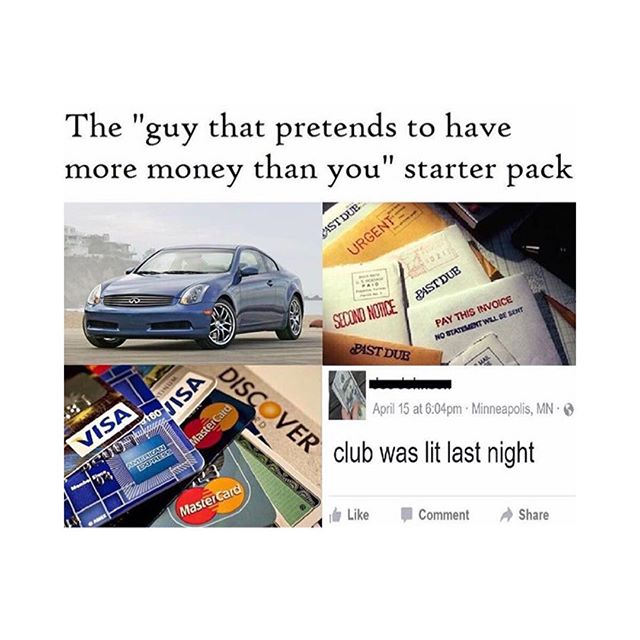 The "guy that pretends to have
more money than you" starter pack
PAST DUE
URGENT
PAID
PAST DUE
SECOND NOTICE
PAY THIS INVOICE
NO STATEMENT WILL BE SENT
PAST DUE
VISA
VISA
DISCOVER
MasterCard
AMERICAN
EXPRESS
MasterCard
April 15 at 6:04pm · Minneapolis, MN ·
club was lit last night
Like Comment Share